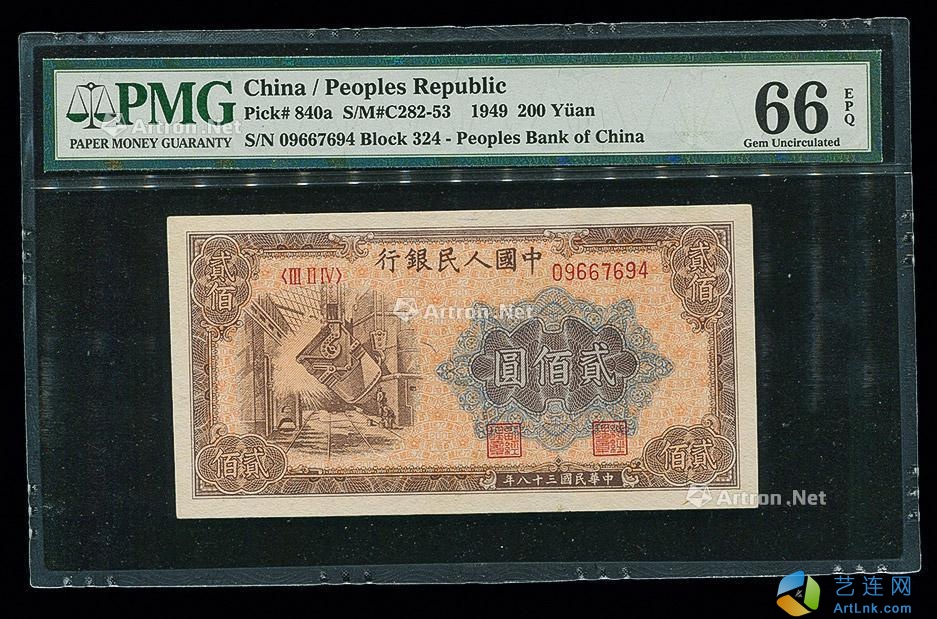 PMG
PAPER MONEY GUARANTY
China / Peoples Republic
Pick# 840a S/M#C282-53 1949 200 Yüan
S/N 09667694 Block 324 - Peoples Bank of China
66
EPQ
Gem Uncirculated
Artron.Net
Artron.Net
行銀民人國中
〈III II IV〉
09667694
貳佰
貳佰
Artron.Net
圓佰貳
佰貳
佰貳
年八十三國民華中
Artron.Net
艺连网
ArtLnk.com